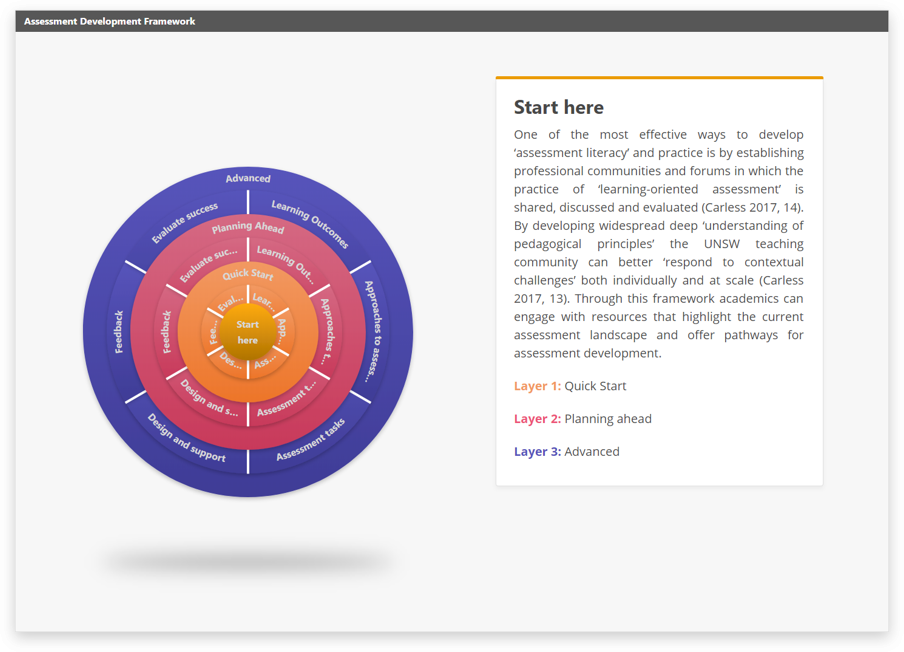 Assessment Development Framework
Advanced
Evaluate success
Learning Outcomes
Planning Ahead
Evaluate suc...
Learning Out...
Quick Start
Eval...
Lear...
Feedback
Feedback
Fee...
Start
here
App...
Approaches t...
Approaches to assess...
Des...
Ass...
Design and s...
Assessment t...
Design and support
Assessment tasks
Start here
One of the most effective ways to develop
‘assessment literacy’ and practice is by establishing
professional communities and forums in which the
practice of ‘learning-oriented assessment’ is
shared, discussed and evaluated (Carless 2017, 14).
By developing widespread deep ‘understanding of
pedagogical principles’ the UNSW teaching
community can better ‘respond to contextual
challenges’ both individually and at scale (Carless
2017, 13). Through this framework academics can
engage with resources that highlight the current
assessment landscape and offer pathways for
assessment development.
Layer 1: Quick Start
Layer 2: Planning ahead
Layer 3: Advanced